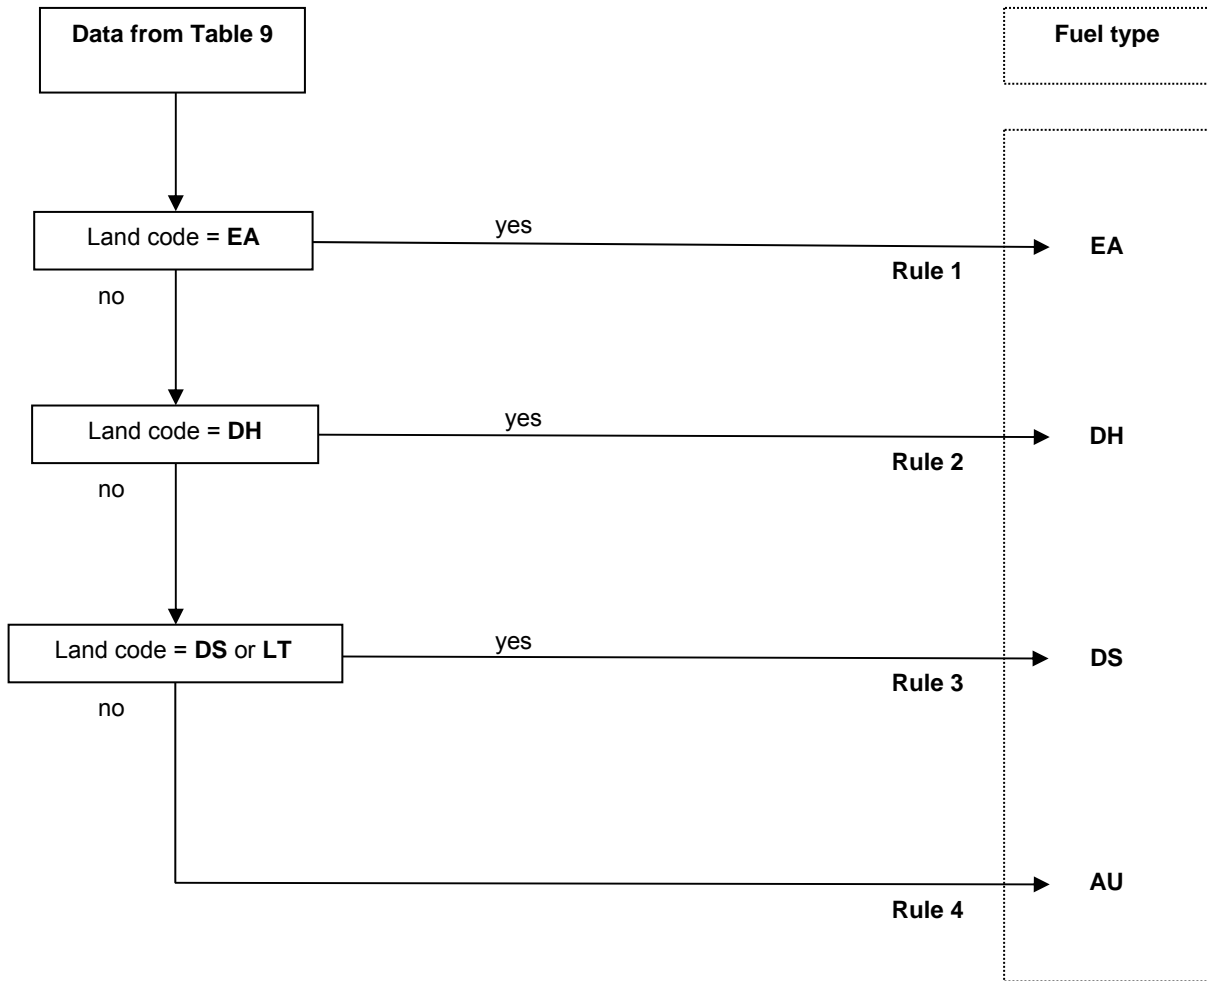 Data from Table 9
Fuel type
Land code = EA
yes
Rule 1
EA
no
Land code = DH
yes
Rule 2
DH
no
Land code = DS or LT
yes
Rule 3
DS
no
Rule 4
AU